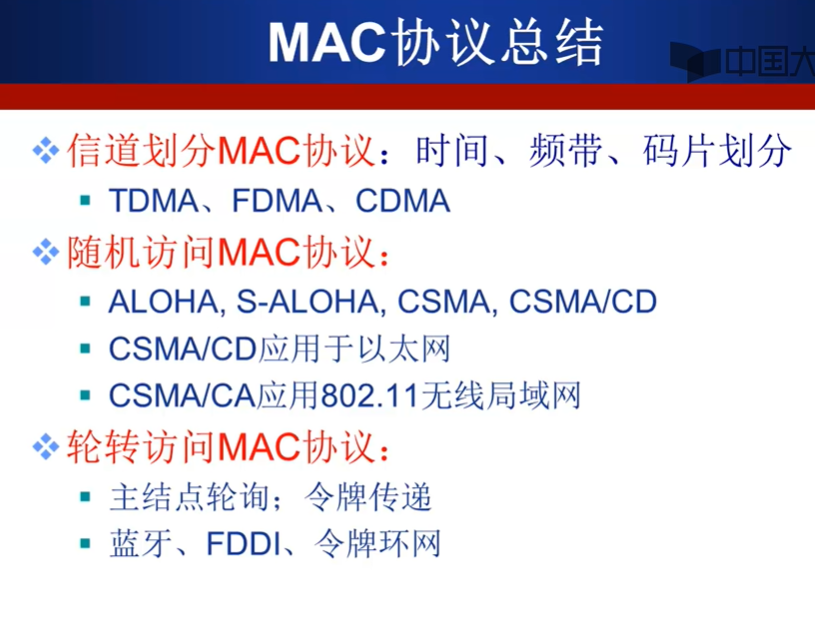 MAC协议总结
中国大
信道划分MAC协议：时间、频带、码片划分
TDMA、FDMA、CDMA
随机访问MAC协议：
ALOHA, S-ALOHA, CSMA, CSMA/CD
CSMA/CD应用于以太网
CSMA/CA应用802.11无线局域网
轮转访问MAC协议：
主结点轮询；令牌传递
蓝牙、FDDI、令牌环网